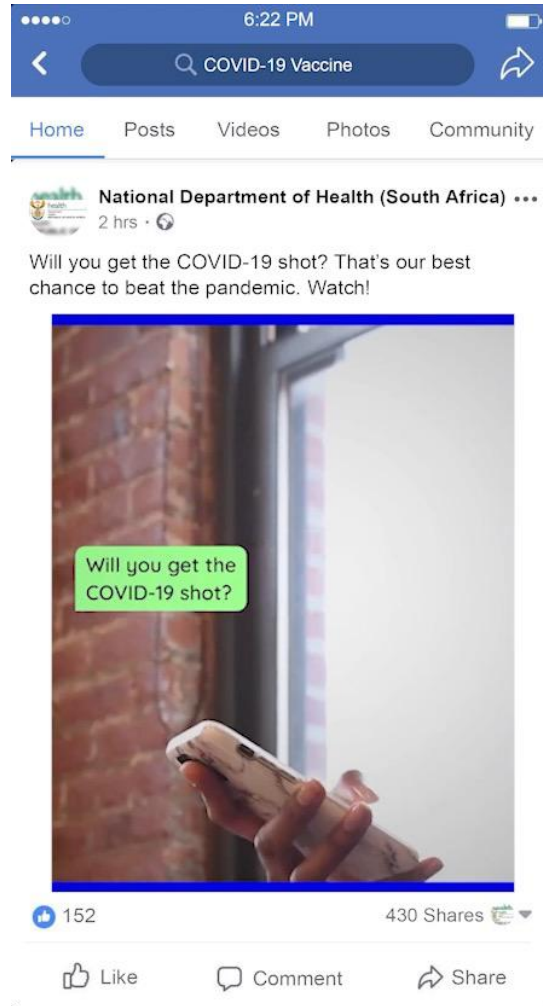 6:22 PM
COVID-19 Vaccine
Home Posts Videos Photos Community
National Department of Health (South Africa)
2 hrs
Will you get the COVID-19 shot? That's our best
chance to beat the pandemic. Watch!
Will you get the
COVID-19 shot?
152
430 Shares
Like Comment Share